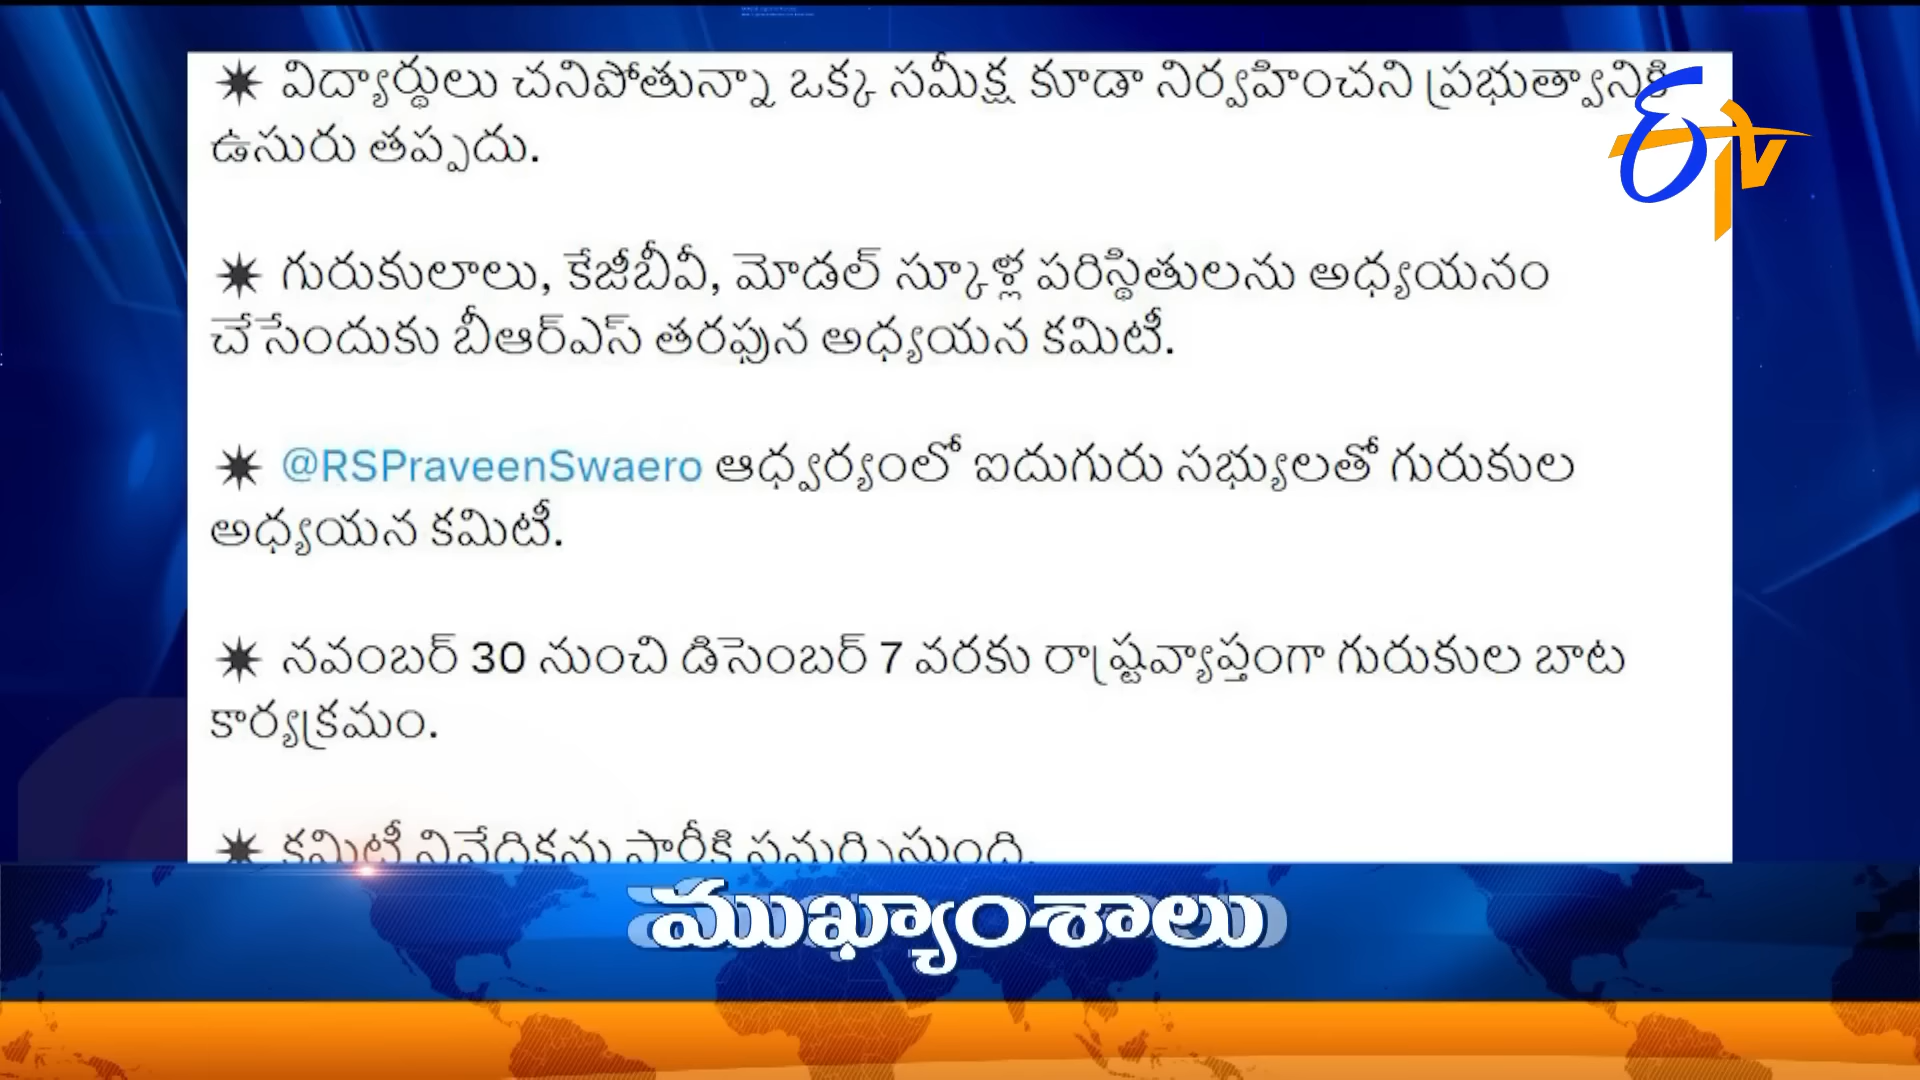 ✷ విద్యార్థులు చనిపోతున్నా ఒక్క సమీక్ష కూడా నిర్వహించని ప్రభుత్వానికి
ఉసురు తప్పదు.
✷ గురుకులాలు, కేజీబీవీ, మోడల్ స్కూళ్ల పరిస్థితులను అధ్యయనం
చేసేందుకు బీఆర్ఎస్ తరఫున అధ్యయన కమిటీ.
✷ @RSPraveenSwaero ఆధ్వర్యంలో ఐదుగురు సభ్యులతో గురుకుల
అధ్యయన కమిటీ.
✷ నవంబర్ 30 నుంచి డిసెంబర్ 7 వరకు రాష్ట్రవ్యాప్తంగా గురుకుల బాట
కార్యక్రమం.
✷ కమిటీ నివేదికను పార్టీకి సమర్పిస్తుంది.
ముఖ్యాంశాలు
ETV